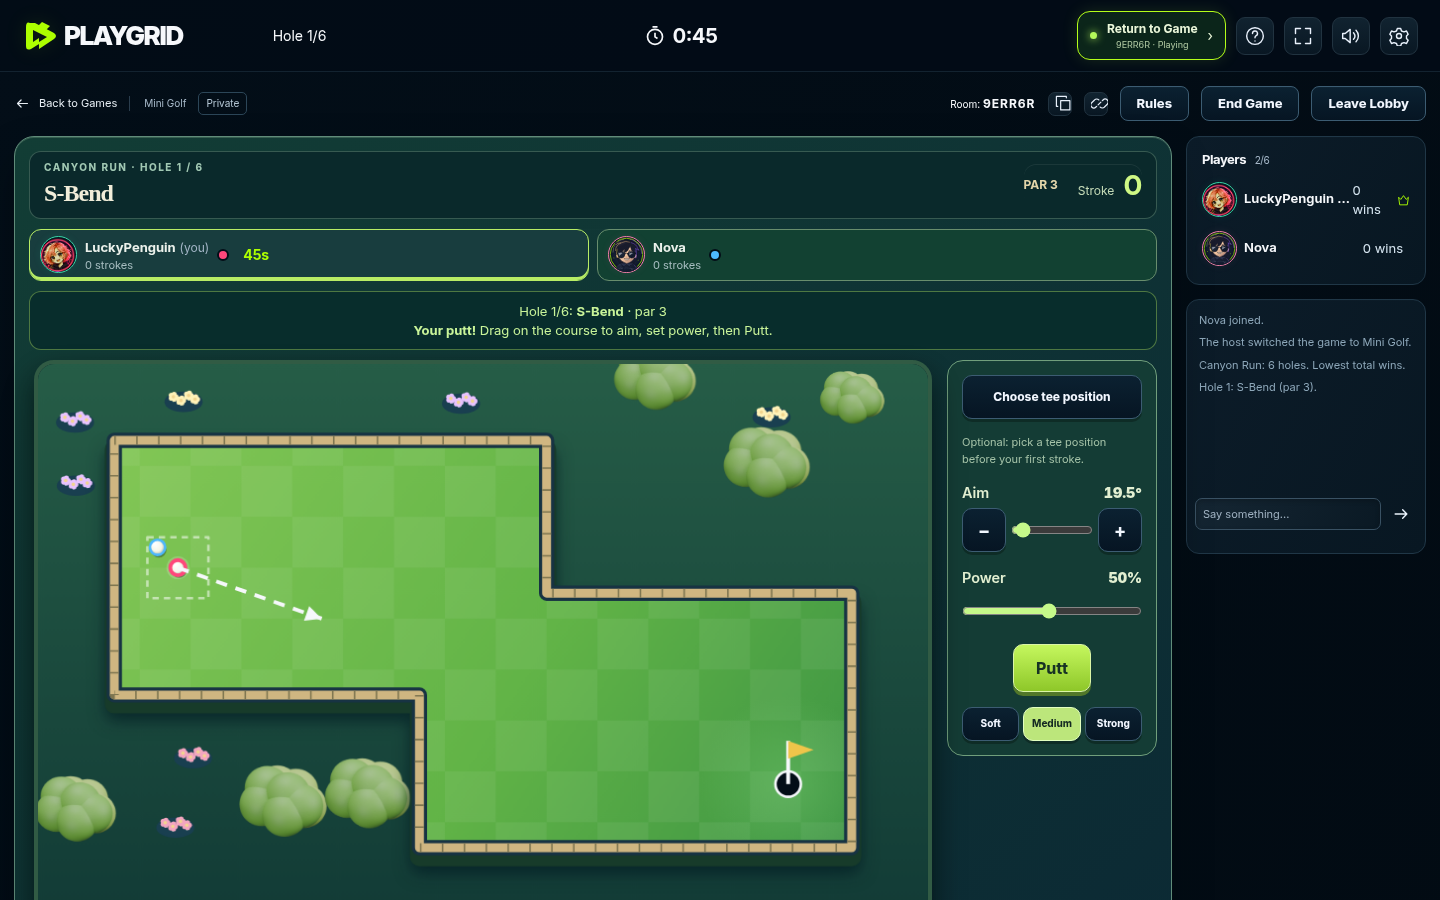 PLAYGRID
Hole 1/6
0:45
Return to Game
9ERR6R · Playing
Back to Games
Mini Golf
Private
Room: 9ERR6R
Rules
End Game
Leave Lobby
CANYON RUN · HOLE 1 / 6
S-Bend
PAR 3
Stroke 0
LuckyPenguin (you)
0 strokes
45s
Nova
0 strokes
Hole 1/6: S-Bend · par 3
Your putt! Drag on the course to aim, set power, then Putt.
Choose tee position
Optional: pick a tee position
before your first stroke.
Aim 19.5°
−
+
Power 50%
Putt
Soft
Medium
Strong
Players 2/6
LuckyPenguin ... 0 wins
Nova 0 wins
Nova joined.
The host switched the game to Mini Golf.
Canyon Run: 6 holes. Lowest total wins.
Hole 1: S-Bend (par 3).
Say something...